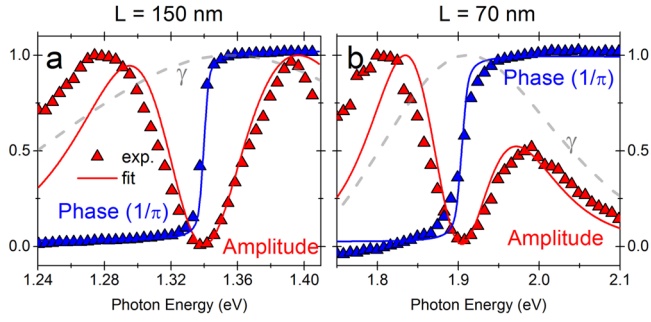 L = 150 nm
L = 70 nm
a
γ
exp.
fit
Phase (1/π)
Amplitude
1.0
0.5
0.0
1.24 1.28 1.32 1.36 1.40
Photon Energy (eV)
b
Phase (1/π)
γ
Amplitude
1.0
0.5
0.0
1.8 1.9 2.0 2.1
Photon Energy (eV)